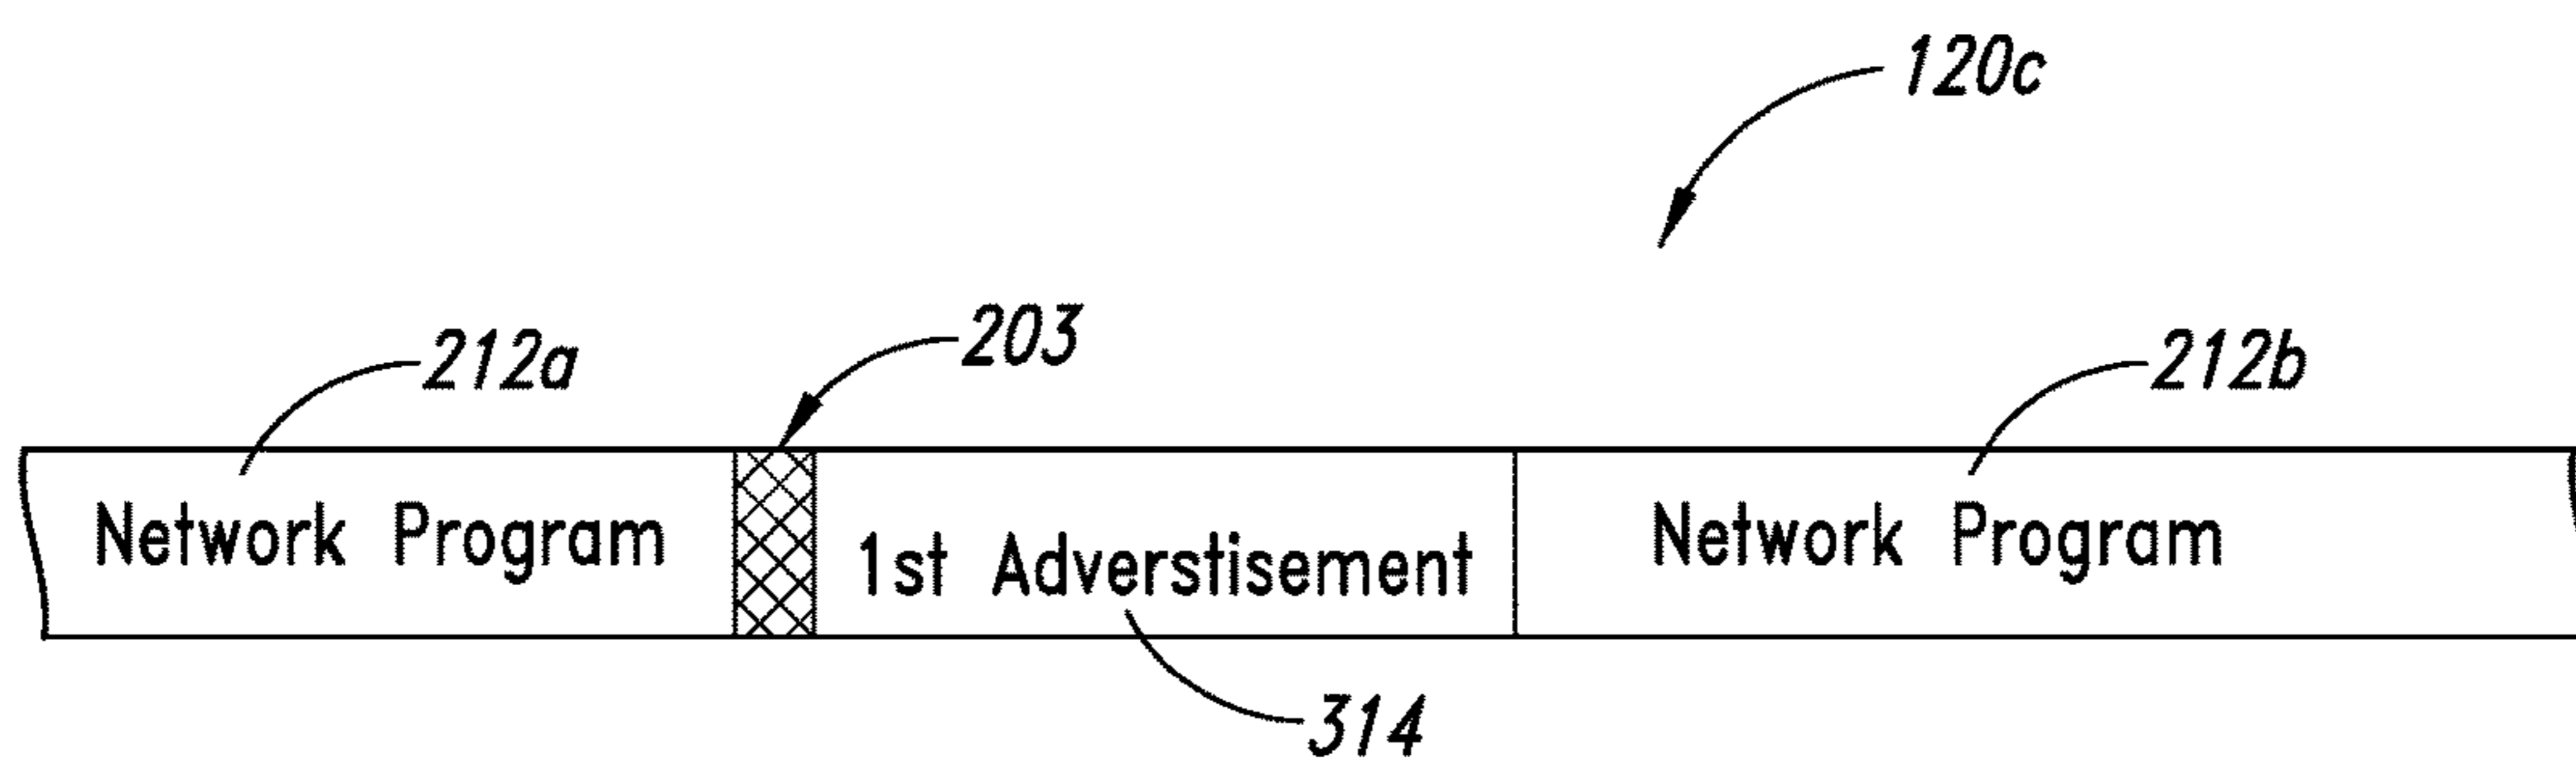 120c
203
212a
212b
Network Program
1st Adverstisement
Network Program
314